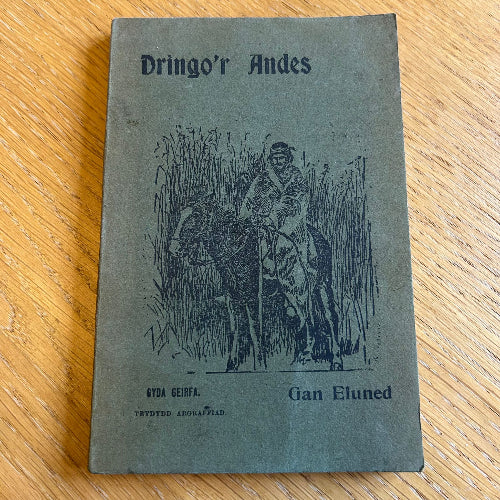 Dringo'r Andes
GYDA GEIRFA.
Gan Eluned
TRYDYDD ARGRAFFIAD.